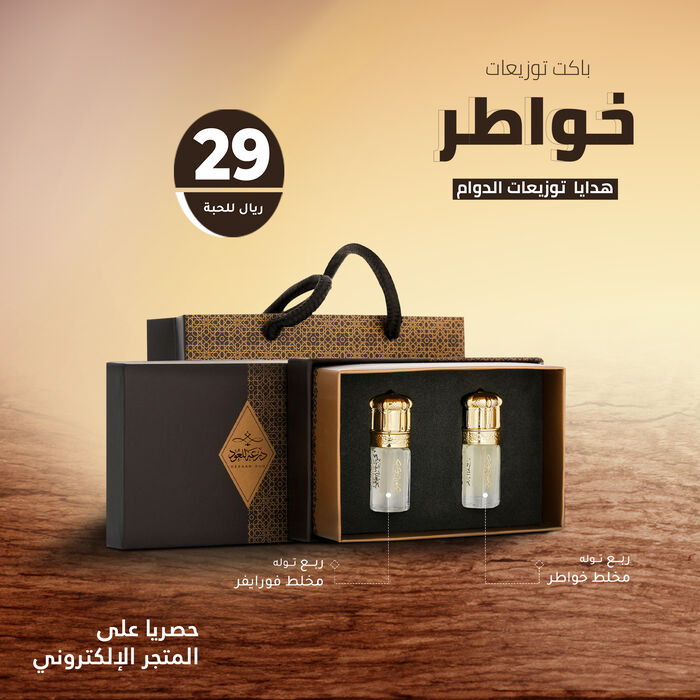 باكت توزيعات
خواطر
هدايا توزيعات الدوام
29
ريال للحبة
ربع توله
مخلط خواطر
ربع توله
مخلط فورايفر
حصريا على
المتجر الإلكتروني